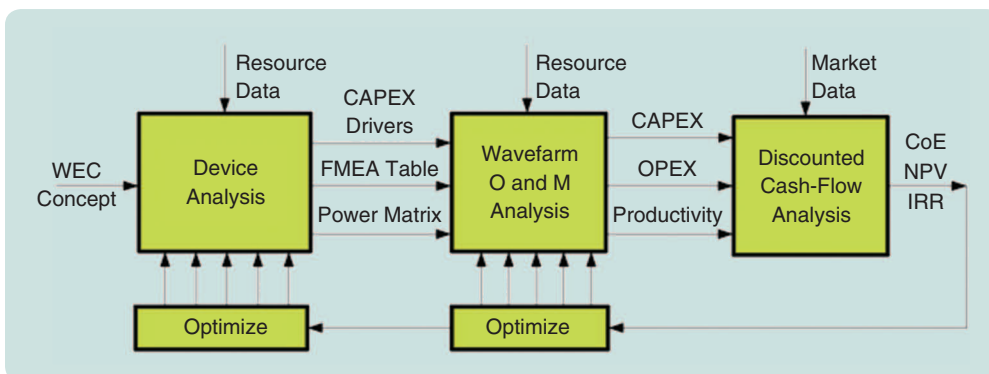 Resource
Data
Resource
Data
Market
Data
WEC
Concept
Device
Analysis
CAPEX
Drivers
FMEA Table
Power Matrix
Wavefarm
O and M
Analysis
CAPEX
OPEX
Productivity
Discounted
Cash-Flow
Analysis
CoE
NPV
IRR
Optimize
Optimize